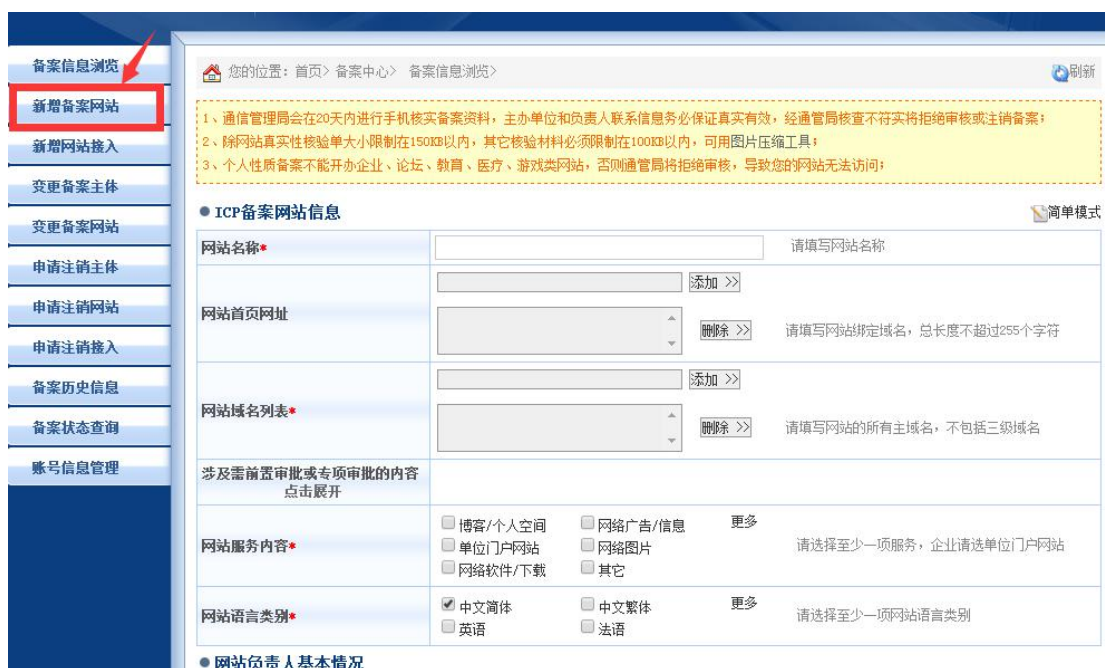 备案信息浏览
新增备案网站
新增网站接入
变更备案主体
变更备案网站
申请注销主体
申请注销网站
申请注销接入
备案历史信息
备案状态查询
账号信息管理
您的位置：首页> 备案中心> 备案信息浏览>
刷新
1、通信管理局会在20天内进行手机核实备案资料，主办单位和负责人联系信息务必保证真实有效，经通管局核查不符实将拒绝审核或注销备案；
2、除网站真实性核验单大小限制在150KB以内，其它核验材料必须限制在100KB以内，可用图片压缩工具；
3、个人性质备案不能开办企业、论坛、教育、医疗、游戏类网站，否则通管局将拒绝审核，导致您的网站无法访问；
ICP备案网站信息
简单模式
网站名称*
请填写网站名称
网站首页网址
添加 >>
删除 >>
请填写网站绑定域名，总长度不超过255个字符
网站域名列表*
添加 >>
删除 >>
请填写网站的所有主域名，不包括三级域名
涉及需前置审批或专项审批的内容
点击展开
网站服务内容*
博客/个人空间 网络广告/信息 更多
单位门户网站 网络图片
网络软件/下载 其它
请选择至少一项服务，企业请选单位门户网站
网站语言类别*
中文简体 中文繁体 更多
英语 法语
请选择至少一项网站语言类别
网站负责人基本情况